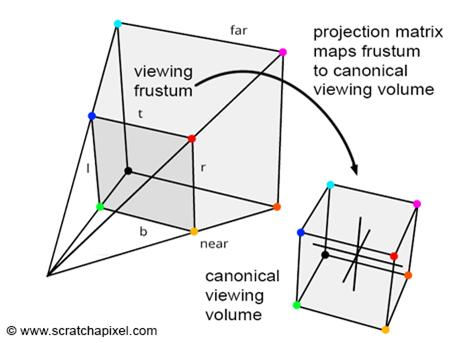 far
projection matrix
maps frustum
to canonical
viewing volume
viewing
frustum
t
l
r
b
near
canonical
viewing
volume
© www.scratchapixel.com